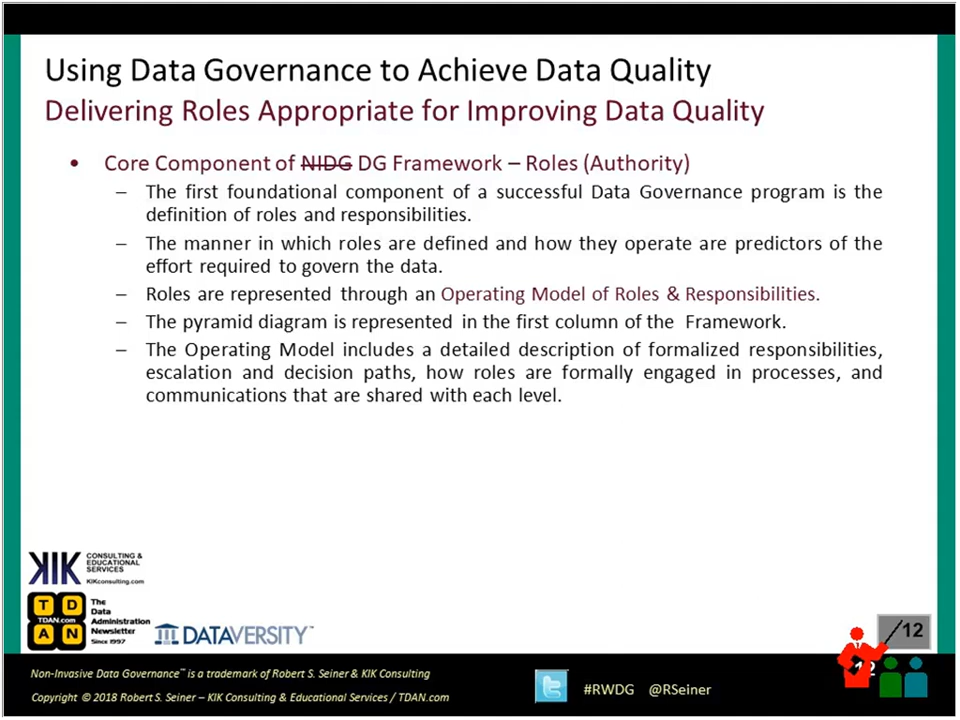 Using Data Governance to Achieve Data Quality
Delivering Roles Appropriate for Improving Data Quality
• Core Component of NIDG DG Framework – Roles (Authority)
– The first foundational component of a successful Data Governance program is the
definition of roles and responsibilities.
– The manner in which roles are defined and how they operate are predictors of the
effort required to govern the data.
– Roles are represented through an Operating Model of Roles & Responsibilities.
– The pyramid diagram is represented in the first column of the Framework.
– The Operating Model includes a detailed description of formalized responsibilities,
escalation and decision paths, how roles are formally engaged in processes, and
communications that are shared with each level.
KIK CONSULTING &
EDUCATIONAL
SERVICES
KIKconsulting.com
T D
TDAN.com
A N
The
Data
Administration
Newsletter
Since 1997
DATAVERSITY™
/12
12
Non-Invasive Data Governance™ is a trademark of Robert S. Seiner & KIK Consulting
Copyright © 2018 Robert S. Seiner – KIK Consulting & Educational Services / TDAN.com
#RWDG @RSeiner